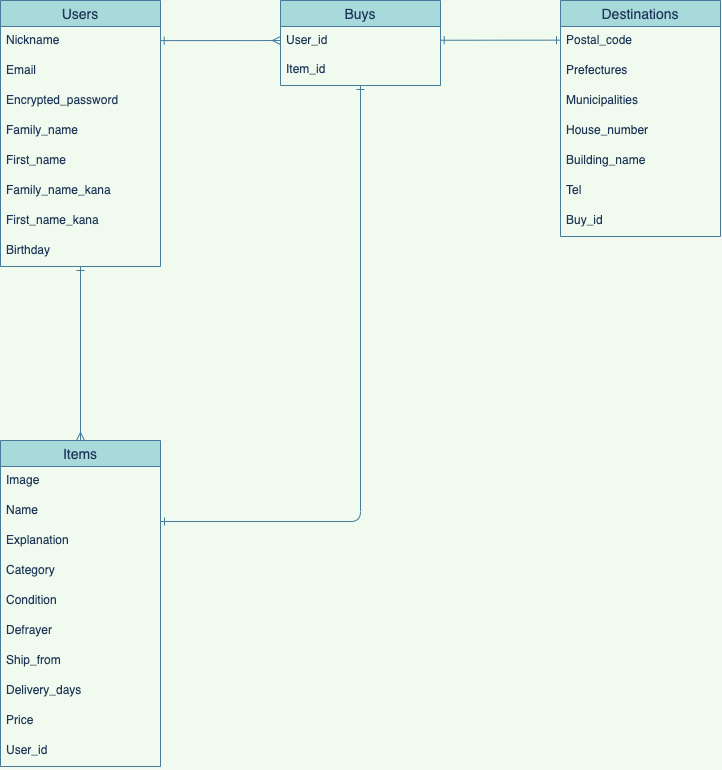 Users
Nickname
Email
Encrypted_password
Family_name
First_name
Family_name_kana
First_name_kana
Birthday
Buys
User_id
Item_id
Destinations
Postal_code
Prefectures
Municipalities
House_number
Building_name
Tel
Buy_id
Items
Image
Name
Explanation
Category
Condition
Defrayer
Ship_from
Delivery_days
Price
User_id